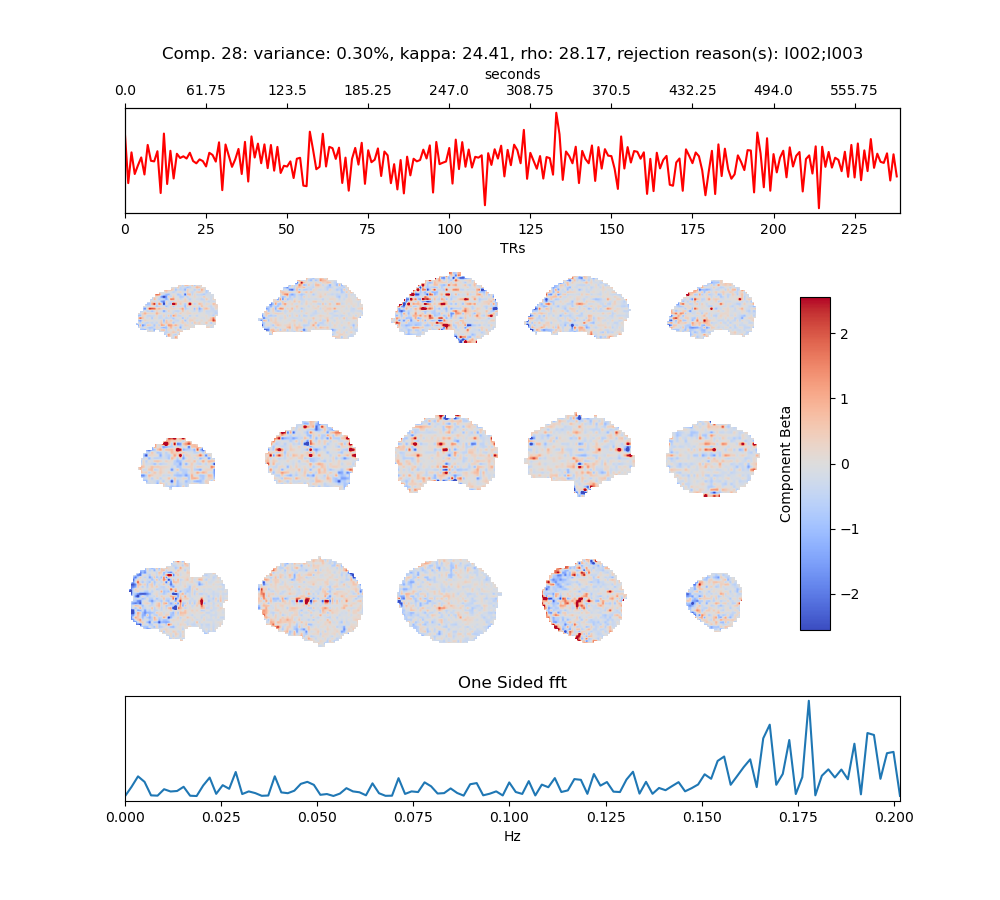 Comp. 28: variance: 0.30%, kappa: 24.41, rho: 28.17, rejection reason(s): I002;I003
seconds
0.0 61.75 123.5 185.25 247.0 308.75 370.5 432.25 494.0 555.75
0 25 50 75 100 125 150 175 200 225
TRs
2
1
0
−1
−2
Component Beta
One Sided fft
0.000 0.025 0.050 0.075 0.100 0.125 0.150 0.175 0.200
Hz